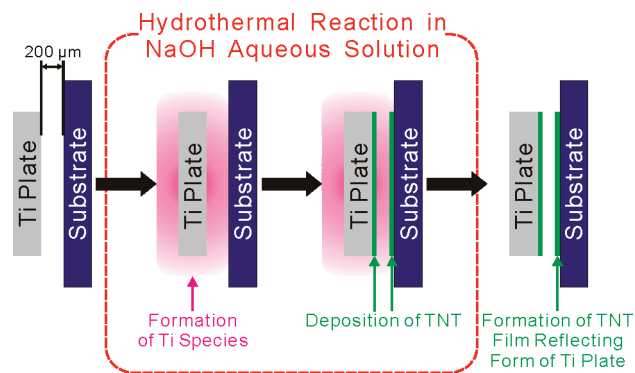 Hydrothermal Reaction in
NaOH Aqueous Solution
200 µm
Ti Plate
Substrate
Ti Plate
Substrate
Ti Plate
Substrate
Ti Plate
Substrate
Formation
of Ti Species
Deposition of TNT
Formation of TNT
Film Reflecting
Form of Ti Plate